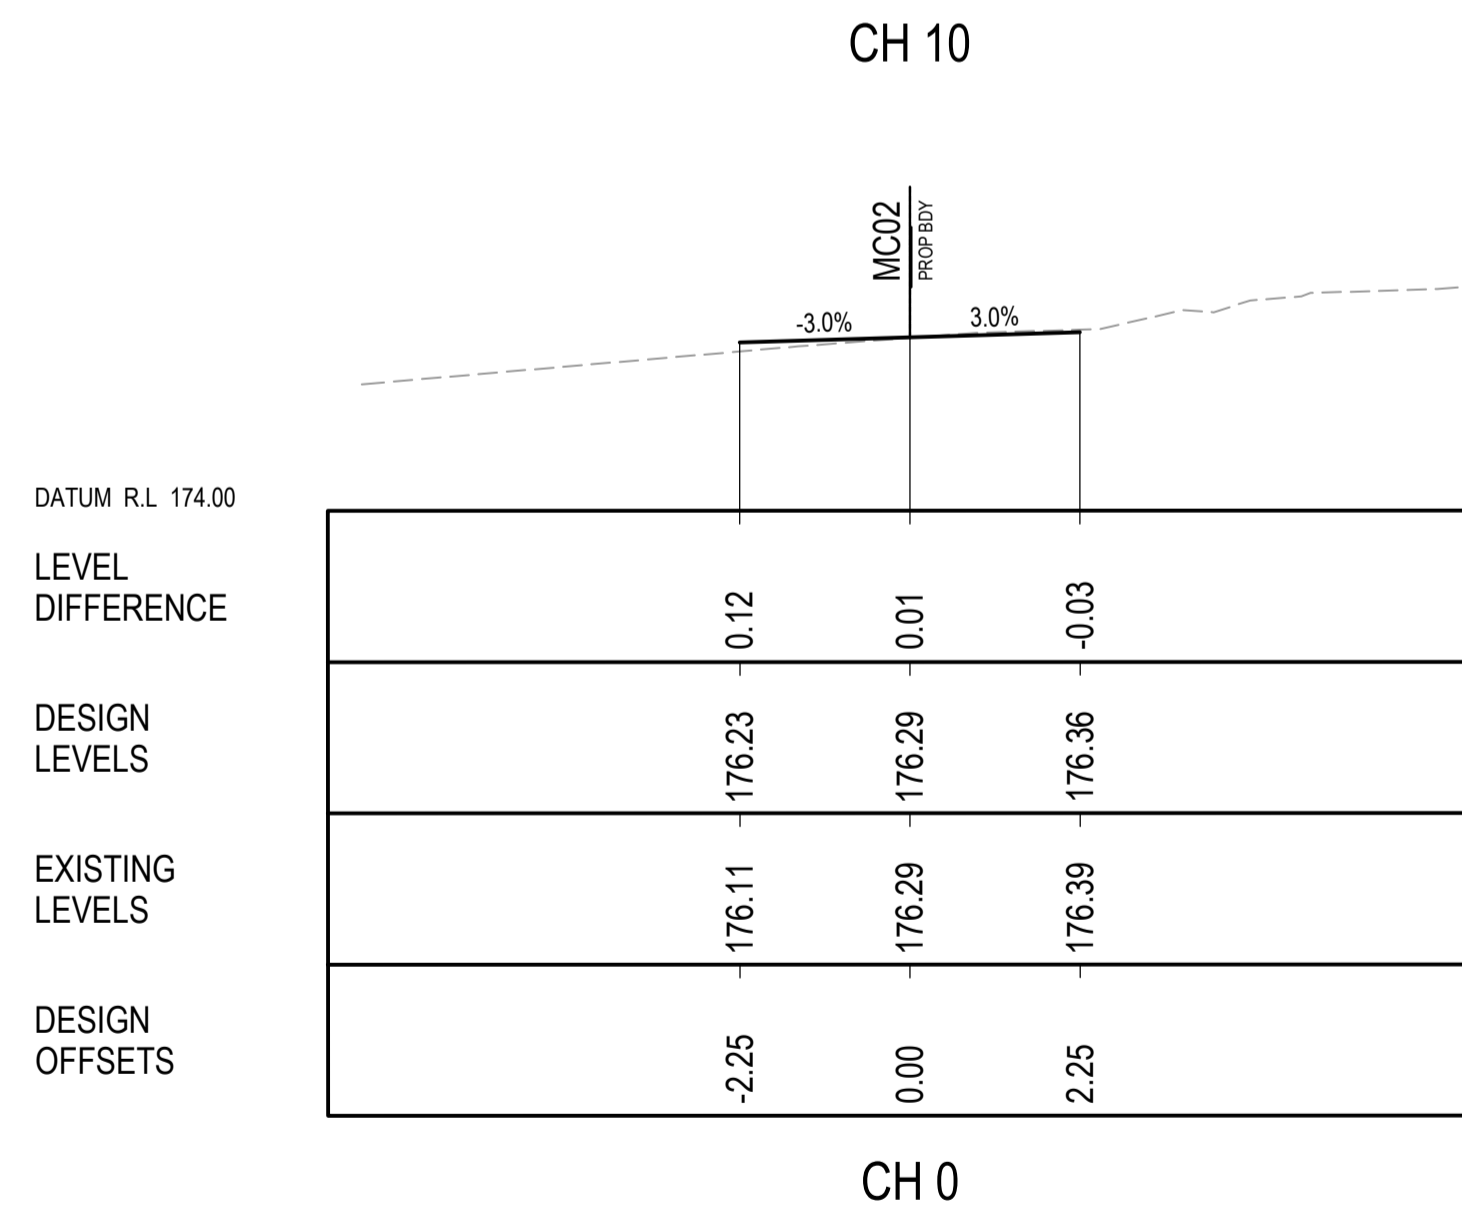 CH 10
MC02
PROP BDY
-3.0%
3.0%
DATUM R.L 174.00
LEVEL
DIFFERENCE
0.12
0.01
-0.03
DESIGN
LEVELS
176.23
176.29
176.36
EXISTING
LEVELS
176.11
176.29
176.39
DESIGN
OFFSETS
-2.25
0.00
2.25
CH 0